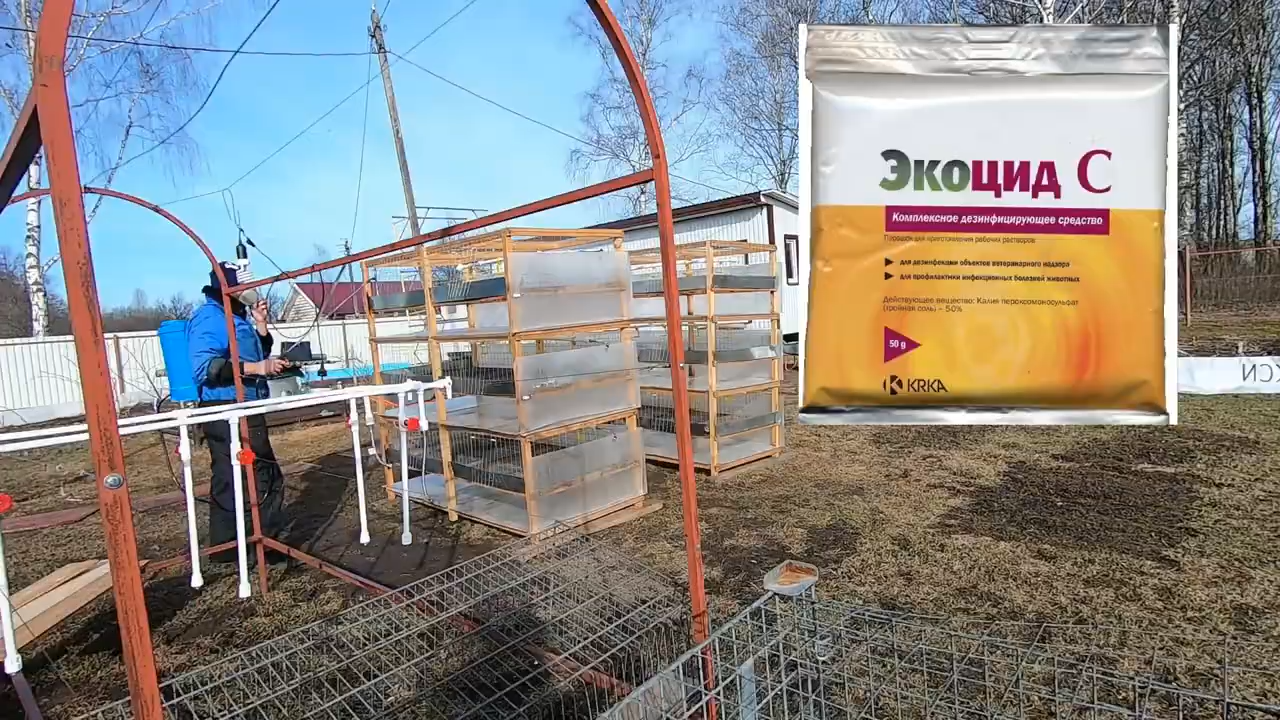 Экоцид С
Комплексное дезинфицирующее средство
Порошок для приготовления рабочих растворов
для дезинфекции объектов ветеринарного надзора
для профилактики инфекционных болезней животных
Действующее вещество: Калия пероксомоносульфат
(тройная соль) – 50%
50 g
KRKA